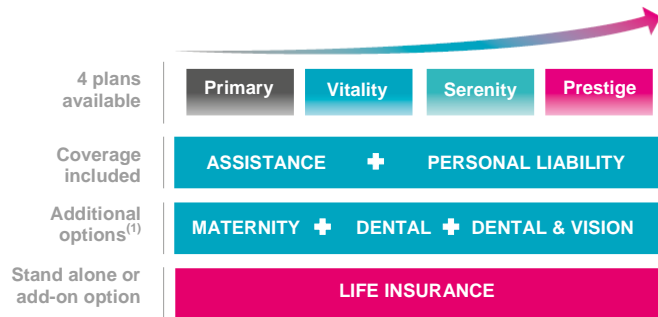 4 plans
available
Primary
Vitality
Serenity
Prestige
Coverage
included
ASSISTANCE + PERSONAL LIABILITY
Additional
options(1)
MATERNITY + DENTAL + DENTAL & VISION
Stand alone or
add-on option
LIFE INSURANCE